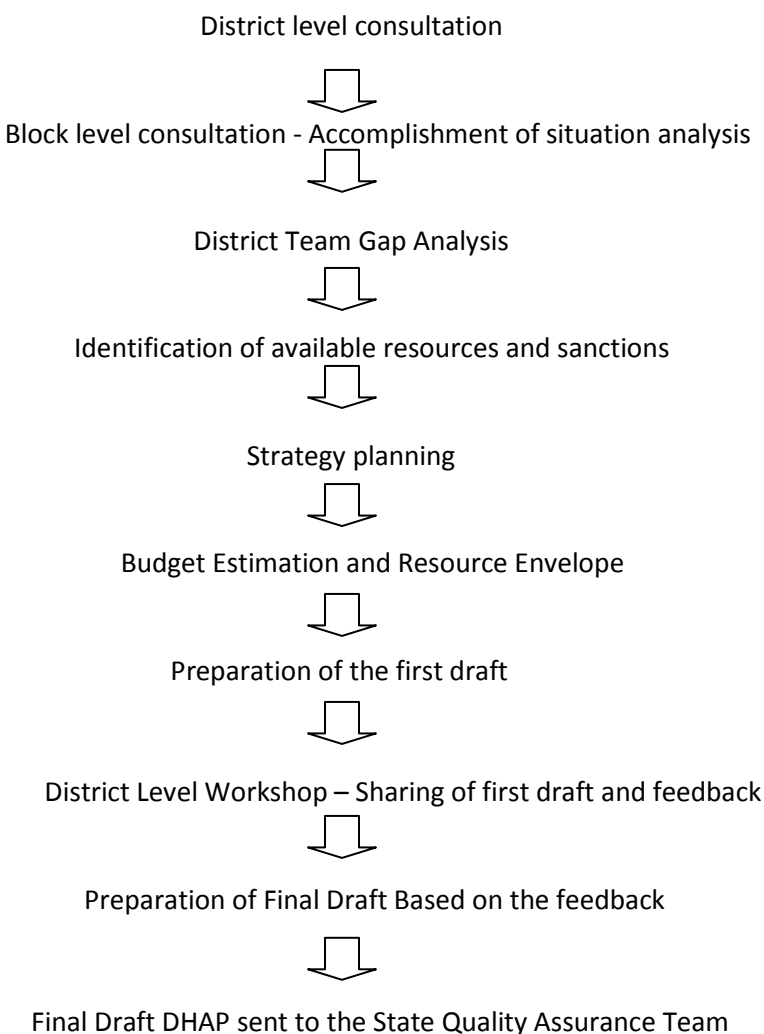 District level consultation
Block level consultation - Accomplishment of situation analysis
District Team Gap Analysis
Identification of available resources and sanctions
Strategy planning
Budget Estimation and Resource Envelope
Preparation of the first draft
District Level Workshop – Sharing of first draft and feedback
Preparation of Final Draft Based on the feedback
Final Draft DHAP sent to the State Quality Assurance Team